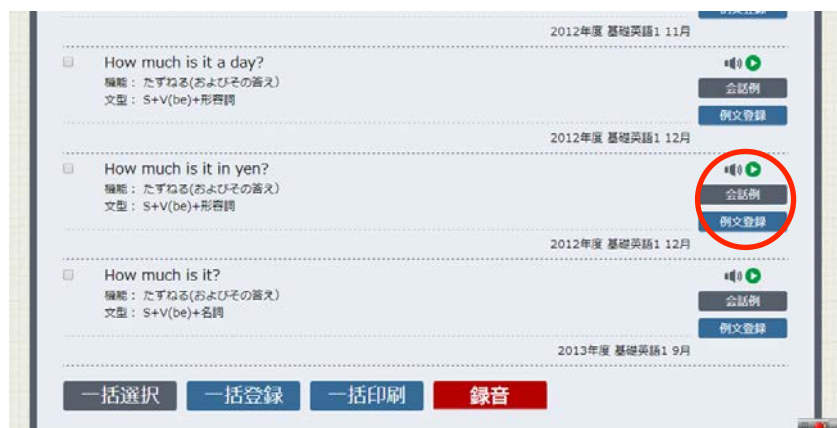 例文登録
2012年度 基礎英語1 11月
How much is it a day?
機能： たずねる(およびその答え)
文型： S+V(be)+形容詞
会話例
例文登録
2012年度 基礎英語1 12月
How much is it in yen?
機能： たずねる(およびその答え)
文型： S+V(be)+形容詞
会話例
例文登録
2012年度 基礎英語1 12月
How much is it?
機能： たずねる(およびその答え)
文型： S+V(be)+名詞
会話例
例文登録
2013年度 基礎英語1 9月
一括選択 一括登録 一括印刷 録音